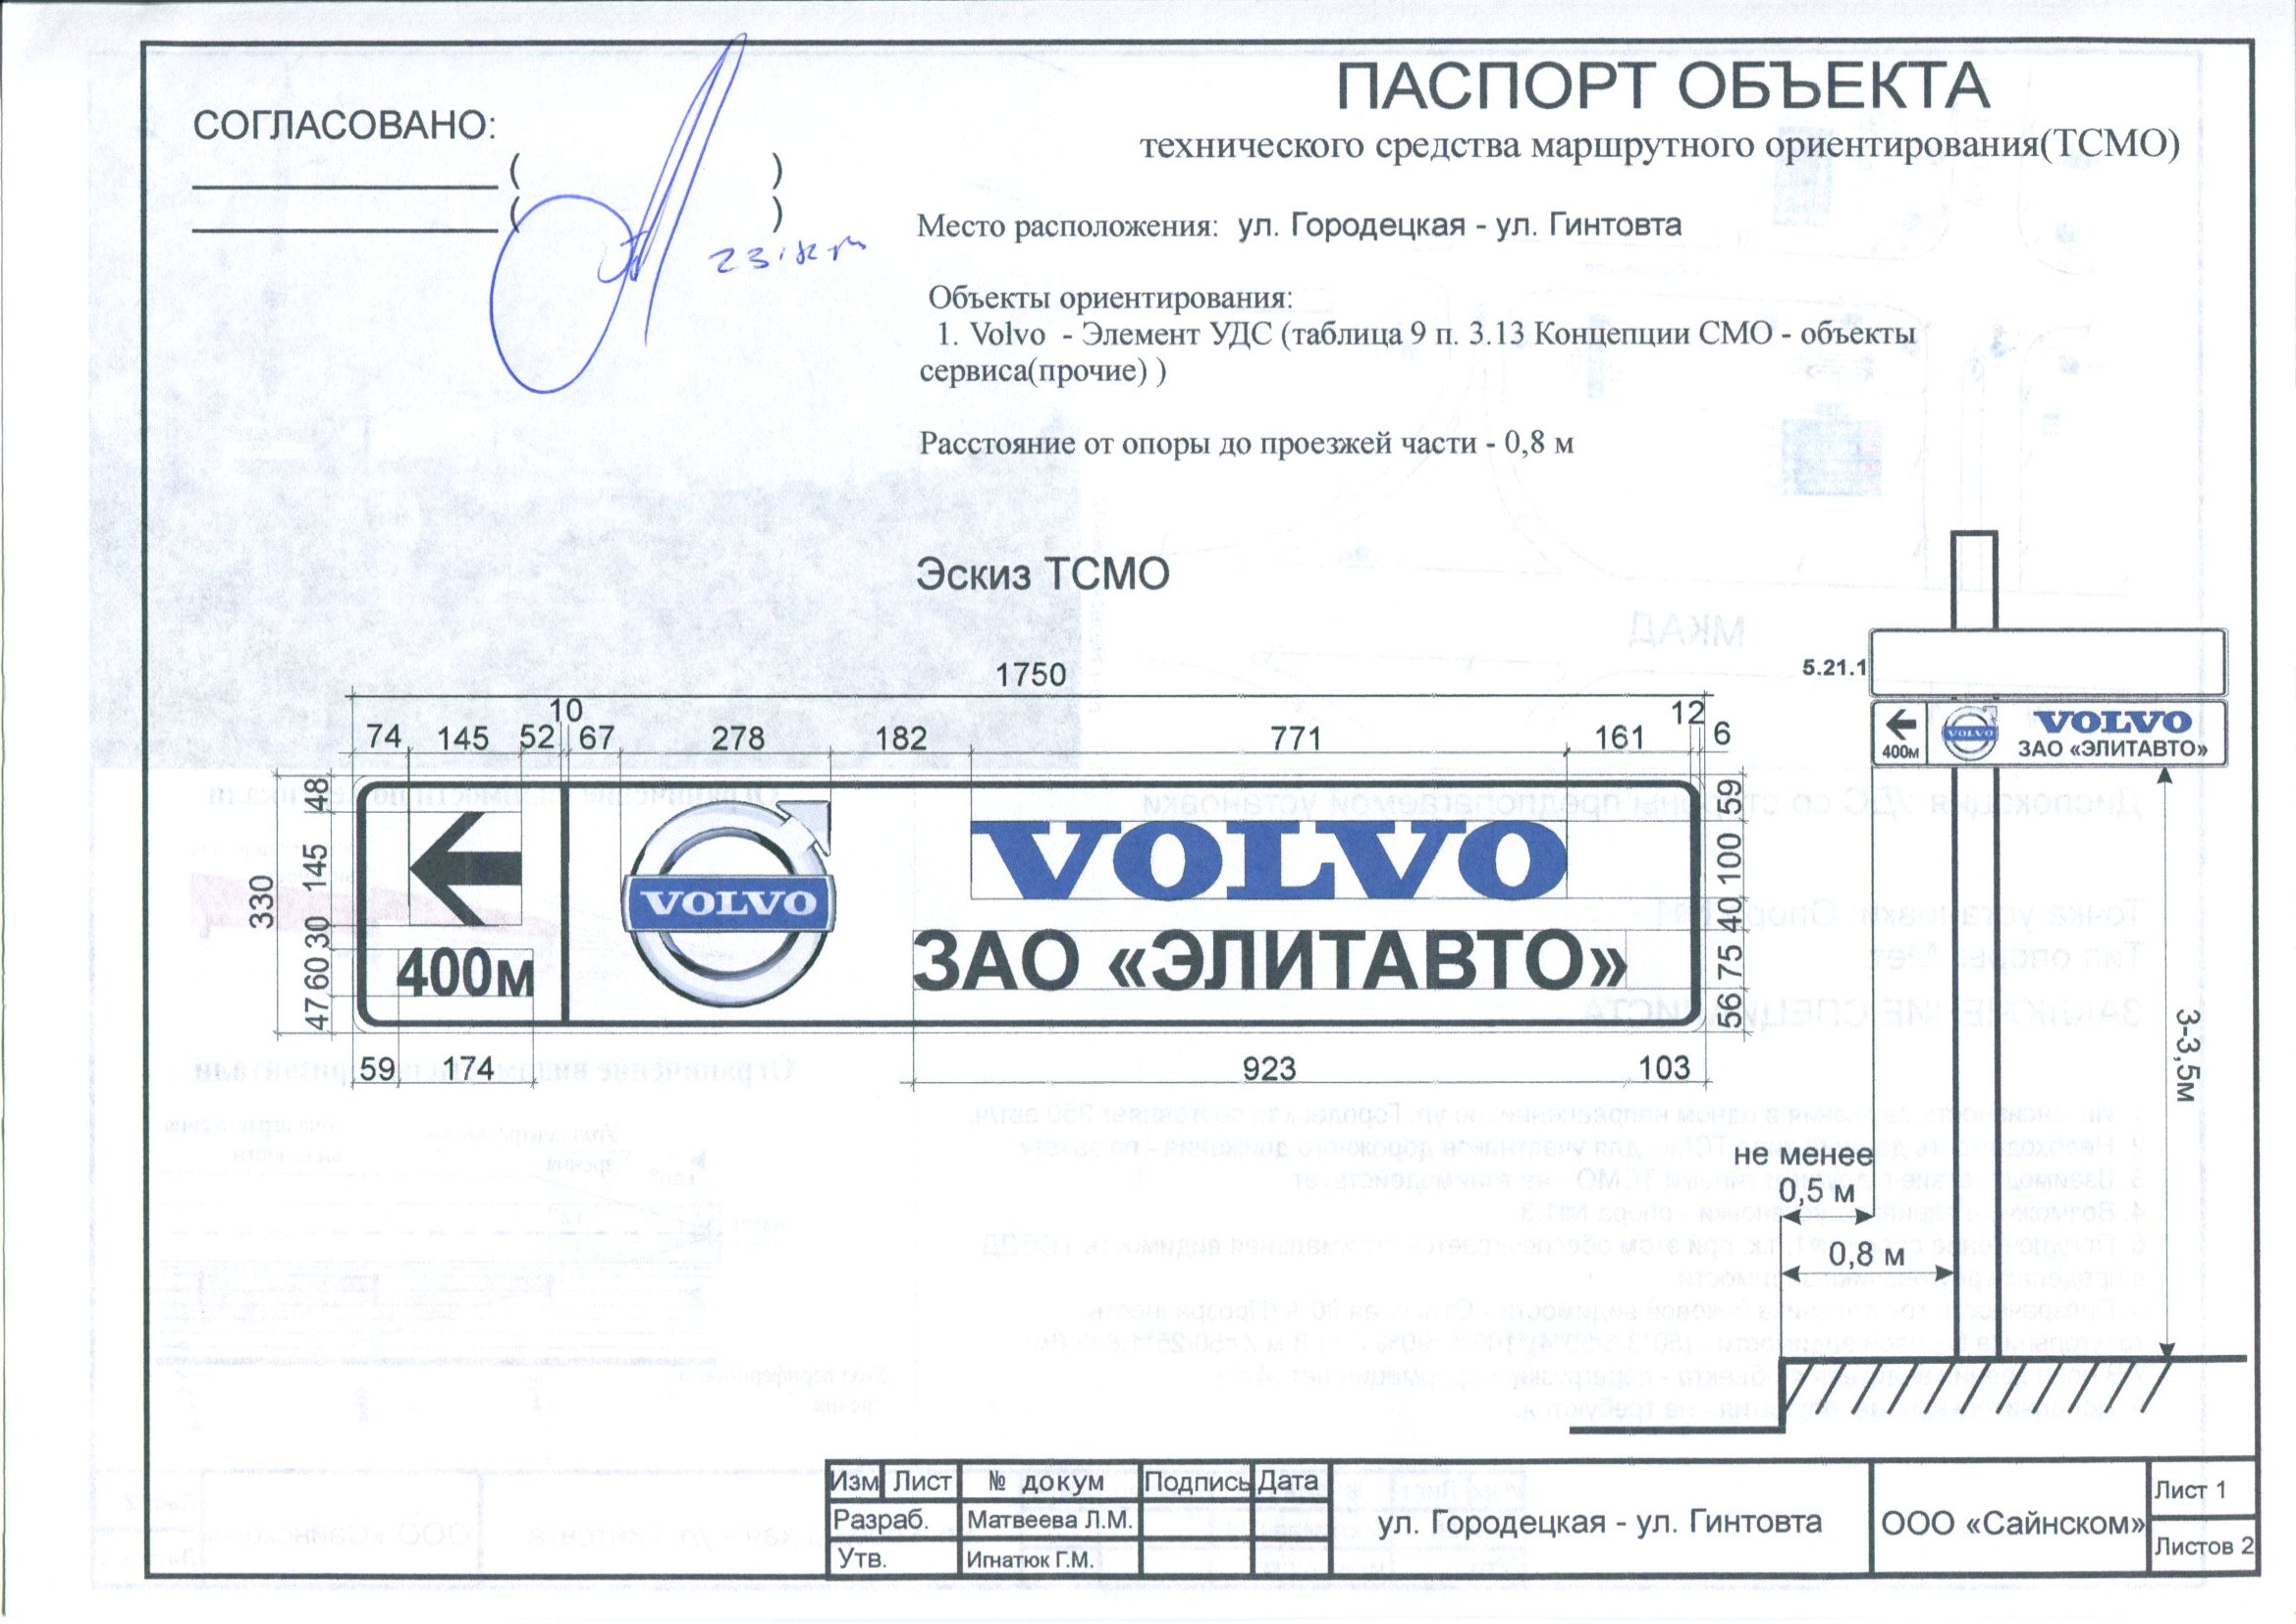 СОГЛАСОВАНО:
( )
( )
ПАСПОРТ ОБЪЕКТА
технического средства маршрутного ориентирования(ТСМО)
Место расположения: ул. Городецкая - ул. Гинтовта
Объекты ориентирования:
1. Volvo - Элемент УДС (таблица 9 п. 3.13 Концепции СМО - объекты
сервиса(прочие) )
Расстояние от опоры до проезжей части - 0,8 м
Эскиз ТСМО
1750
74 145 52 10 67 278 182 771 161 12 6
330
48
145
30
60
47
400м
VOLVO
VOLVO
ЗАО «ЭЛИТАВТО»
59
100
40
75
56
59 174 923 103
5.21.1
400м
VOLVO
VOLVO
ЗАО «ЭЛИТАВТО»
3-3,5м
не менее
0,5 м
0,8 м
Изм Лист № докум Подпись Дата
Разраб. Матвеева Л.М.
Утв. Игнатюк Г.М.
ул. Городецкая - ул. Гинтовта
ООО «Сайнском»
Лист 1
Листов 2